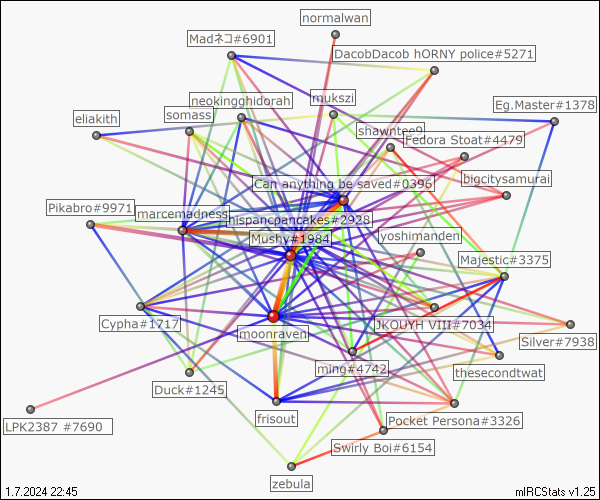 normalwan
Madネコ#6901
DacobDacob hORNY police#5271
neokingghidorah
mukszi
Eg.Master#1378
eliakith
somass
shawntee9
Fedora Stoat#4479
Can anything be saved#0396
bigcitysamurai
Pikabro#9971
marcemadness
hispancpancakes#2928
Mushy#1984
yoshimanden
Majestic#3375
Cypha#1717
moonraven
JKOUYH VIII#7034
Silver#7938
ming#4742
thesecondtwat
Duck#1245
frisout
Pocket Persona#3326
LPK2387 #7690
Swirly Boi#6154
zebula
1.7.2024 22:45
mIRCStats v1.25